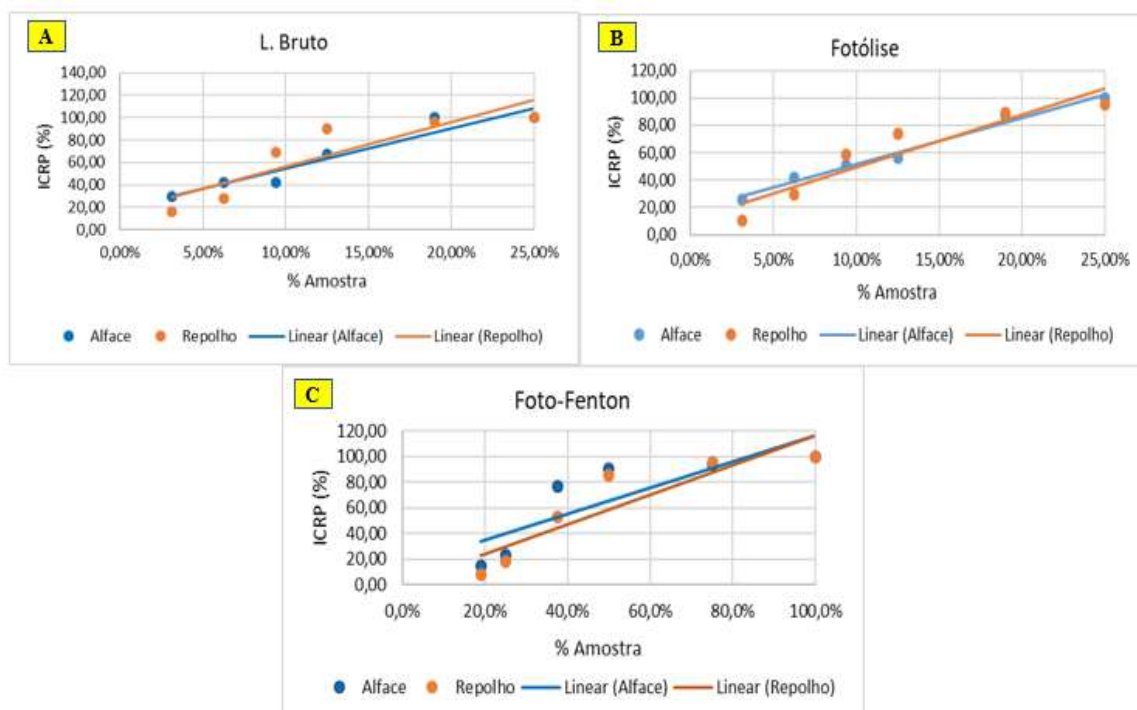 A
L. Bruto
ICRP (%)
140,00
120,00
100,00
80,00
60,00
40,00
20,00
0,00
0,00% 5,00% 10,00% 15,00% 20,00% 25,00%
% Amostra
Alface Repolho Linear (Alface) Linear (Repolho)
B
Fotólise
ICRP (%)
120,00
100,00
80,00
60,00
40,00
20,00
0,00
0,00% 5,00% 10,00% 15,00% 20,00% 25,00%
% Amostra
Alface Repolho Linear (Alface) Linear (Repolho)
C
Foto-Fenton
ICRP (%)
120,00
100,00
80,00
60,00
40,00
20,00
0,00
0,0% 20,0% 40,0% 60,0% 80,0% 100,0%
% Amostra
Alface Repolho Linear (Alface) Linear (Repolho)